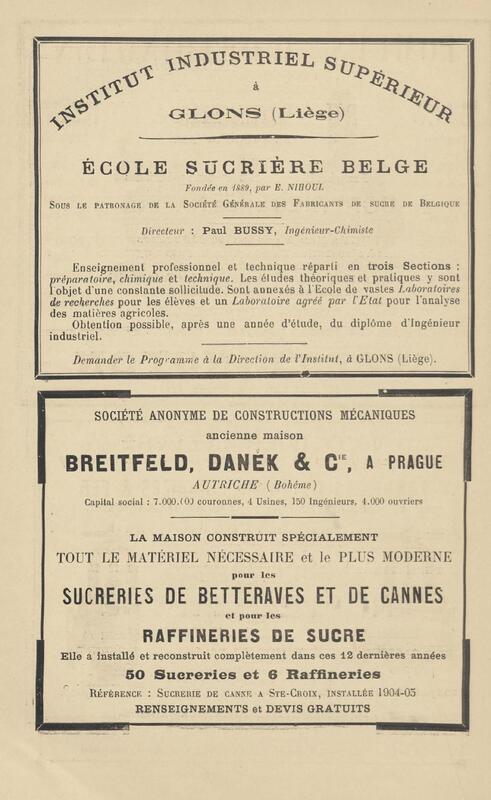 INSTITUT INDUSTRIEL SUPÉRIEUR
à
GLONS (Liège)
ÉCOLE SUCRIÈRE BELGE
Fondée en 1889, par E. NIHOUL
SOUS LE PATRONAGE DE LA SOCIÉTÉ GÉNÉRALE DES FABRICANTS DE SUCRE DE BELGIQUE
Directeur : Paul BUSSY, Ingénieur-Chimiste
Enseignement professionnel et technique réparti en trois Sections :
préparatoire, chimique et technique. Les études théoriques et pratiques y sont
l'objet d'une constante sollicitude. Sont annexés à l'Ecole de vastes Laboratoires
de recherches pour les élèves et un Laboratoire agréé par l'Etat pour l'analyse
des matières agricoles.
Obtention possible, après une année d'étude, du diplôme d'Ingénieur
industriel.
Demander le Programme à la Direction de l'Institut, à GLONS (Liège).
SOCIÉTÉ ANONYME DE CONSTRUCTIONS MÉCANIQUES
ancienne maison
BREITFELD, DANEK & CIE, A PRAGUE
AUTRICHE (Bohême)
Capital social : 7.000.000 couronnes, 4 Usines, 150 Ingénieurs, 4.000 ouvriers
LA MAISON CONSTRUIT SPÉCIALEMENT
TOUT LE MATÉRIEL NÉCESSAIRE et le PLUS MODERNE
pour les
SUCRERIES DE BETTERAVES ET DE CANNES
et pour les
RAFFINERIES DE SUCRE
Elle a installé et reconstruit complètement dans ces 12 dernières années
50 Sucreries et 6 Raffineries
RÉFÉRENCE : SUCRERIE DE CANNE A STE-CROIX, INSTALLÉE 1904-05
RENSEIGNEMENTS et DEVIS GRATUITS